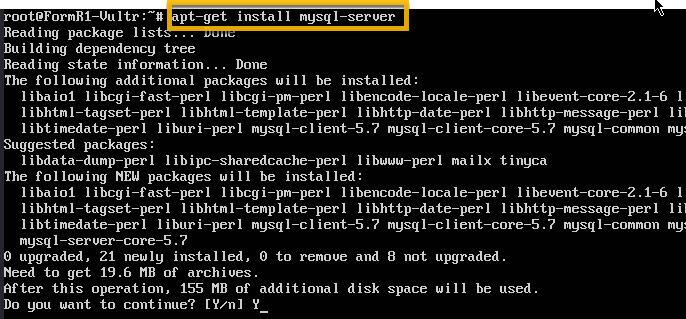 root@FormR1-Vultr:~# apt-get install mysql-server
Reading package lists... Done
Building dependency tree
Reading state information... Done
The following additional packages will be installed:
  libaio1 libcgi-fast-perl libcgi-pm-perl libencode-locale-perl libevent-core-2.1-6 l
  libhtml-tagset-perl libhtml-template-perl libhttp-date-perl libhttp-message-perl li
  libtimedate-perl liburi-perl mysql-client-5.7 mysql-client-core-5.7 mysql-common my
Suggested packages:
  libdata-dump-perl libipc-sharedcache-perl libwww-perl mailx tinyca
The following NEW packages will be installed:
  libaio1 libcgi-fast-perl libcgi-pm-perl libencode-locale-perl libevent-core-2.1-6 l
  libhtml-tagset-perl libhtml-template-perl libhttp-date-perl libhttp-message-perl li
  libtimedate-perl liburi-perl mysql-client-5.7 mysql-client-core-5.7 mysql-common my
  mysql-server-core-5.7
0 upgraded, 21 newly installed, 0 to remove and 8 not upgraded.
Need to get 19.6 MB of archives.
After this operation, 155 MB of additional disk space will be used.
Do you want to continue? [Y/n] Y_